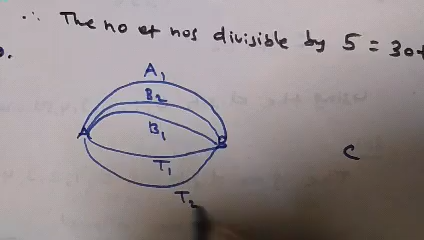 ∴ The no of nos divisible by 5 = 30+
A1
B2
B1
A
B
T1
C
T2